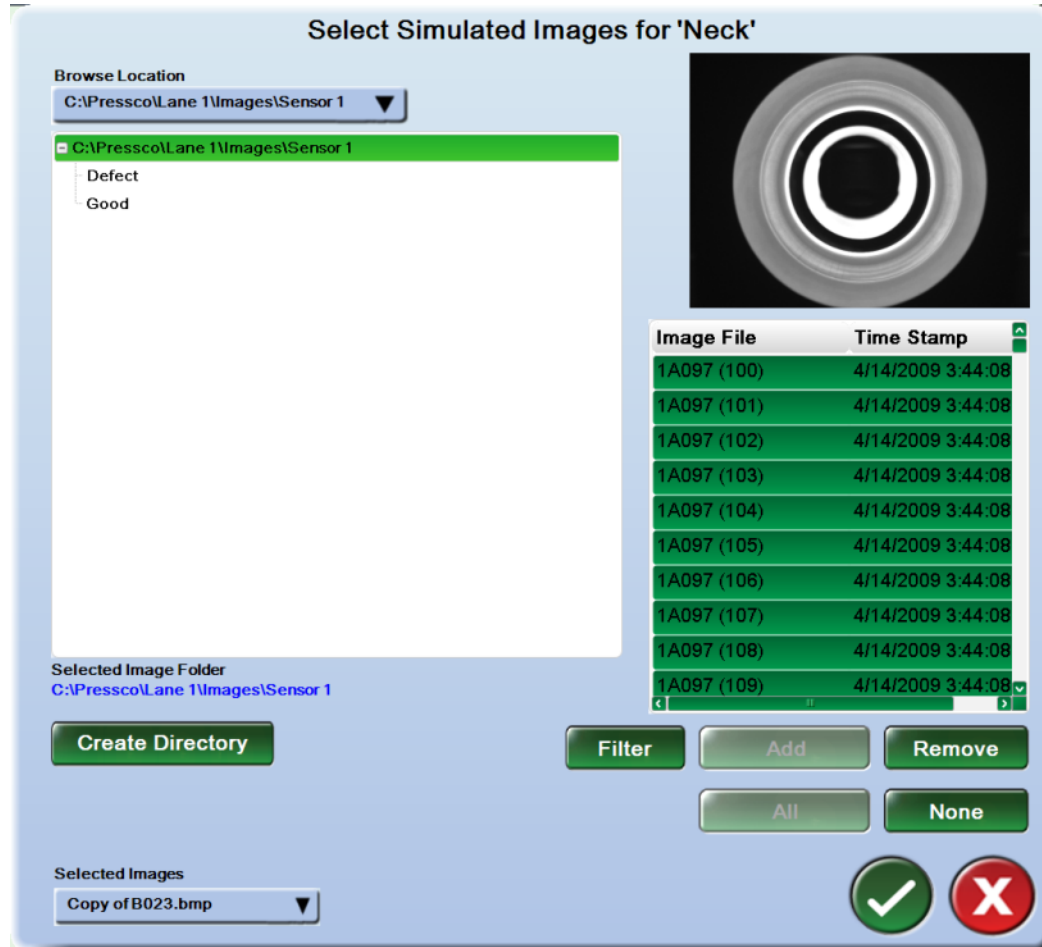 Select Simulated Images for 'Neck'
Browse Location
C:\Pressco\Lane 1\Images\Sensor 1
C:\Pressco\Lane 1\Images\Sensor 1
Defect
Good
Image File Time Stamp
1A097 (100) 4/14/2009 3:44:08
1A097 (101) 4/14/2009 3:44:08
1A097 (102) 4/14/2009 3:44:08
1A097 (103) 4/14/2009 3:44:08
1A097 (104) 4/14/2009 3:44:08
1A097 (105) 4/14/2009 3:44:08
1A097 (106) 4/14/2009 3:44:08
1A097 (107) 4/14/2009 3:44:08
1A097 (108) 4/14/2009 3:44:08
1A097 (109) 4/14/2009 3:44:08
Selected Image Folder
C:\Pressco\Lane 1\Images\Sensor 1
Create Directory
Filter Add Remove
All None
Selected Images
Copy of B023.bmp